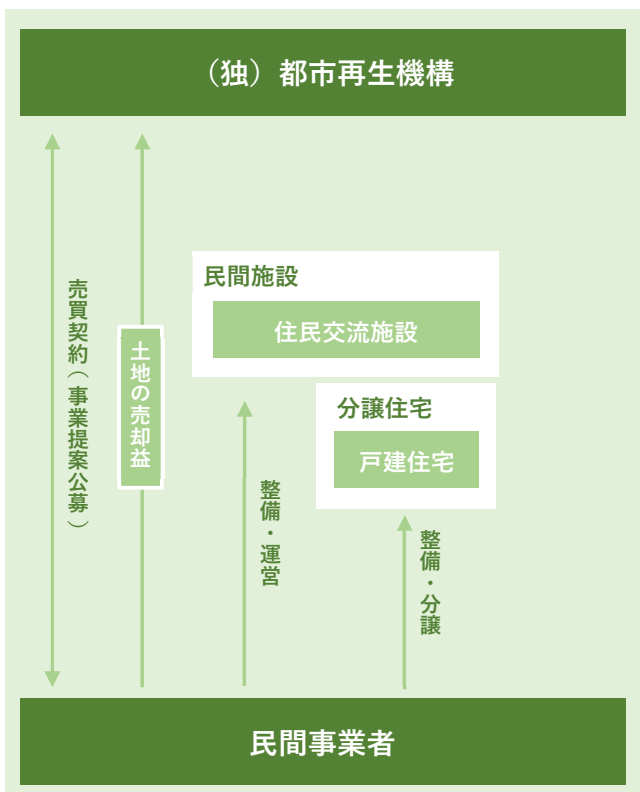 （独）都市再生機構
売買契約（事業提案公募）
土地の売却益
民間施設
住民交流施設
分譲住宅
戸建住宅
整備・運営
整備・分譲
民間事業者